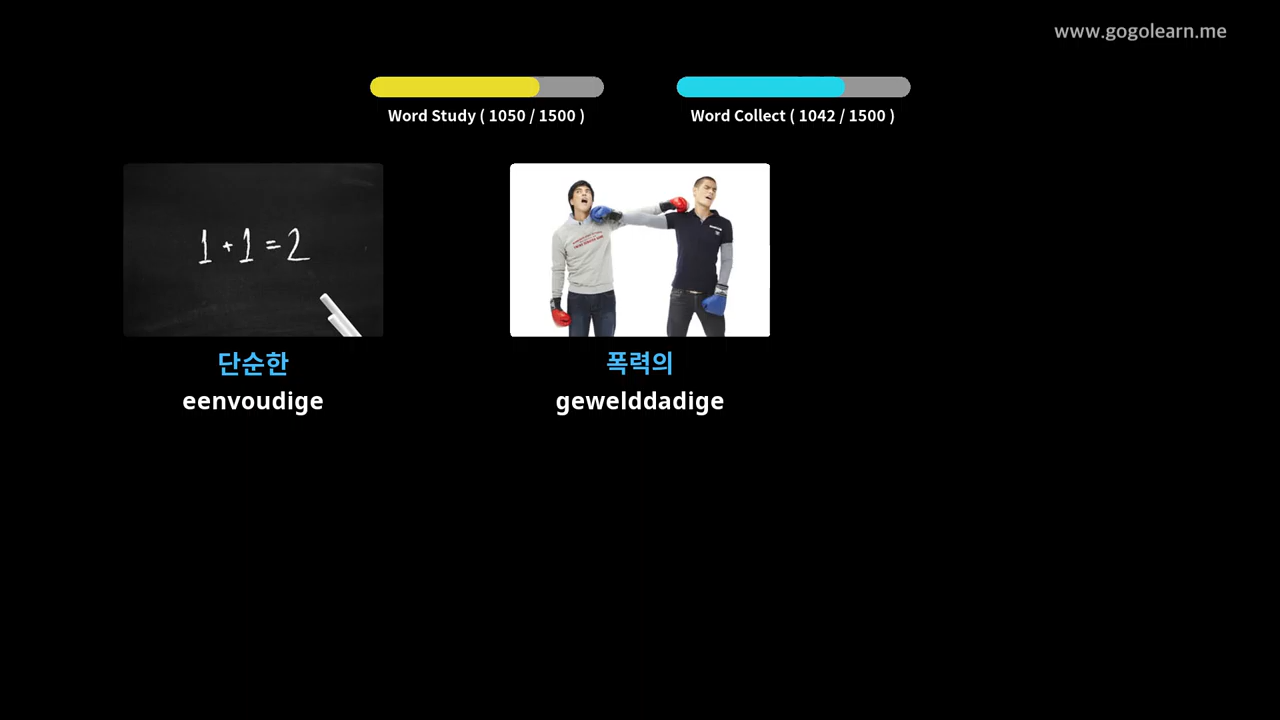 www.gogolearn.me
Word Study ( 1050 / 1500 )
Word Collect ( 1042 / 1500 )
1 + 1 = 2
단순한
eenvoudige
폭력의
gewelddadige